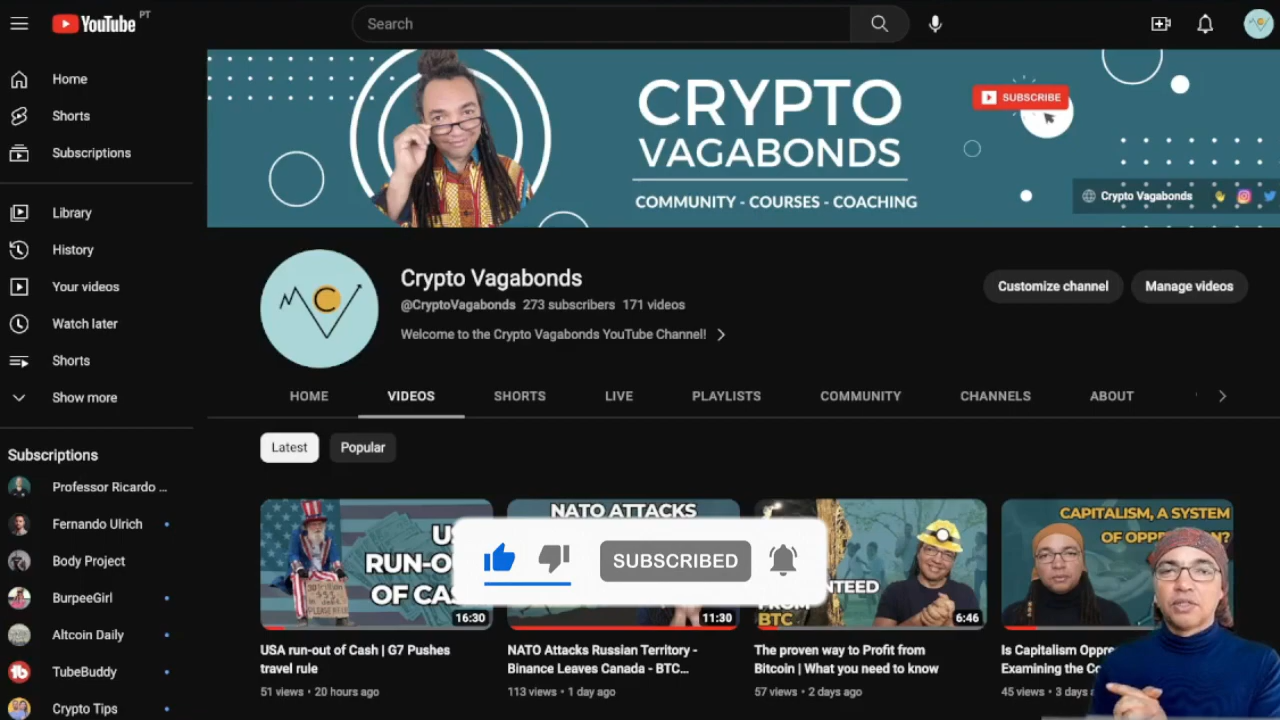 YouTube PT
Search
Home
Shorts
Subscriptions
Library
History
Your videos
Watch later
Shorts
Show more
Subscriptions
Professor Ricardo ...
Fernando Ulrich
Body Project
BurpeeGirl
Altcoin Daily
TubeBuddy
Crypto Tips
CRYPTO
VAGABONDS
COMMUNITY - COURSES - COACHING
SUBSCRIBE
Crypto Vagabonds
Crypto Vagabonds
@CryptoVagabonds 273 subscribers 171 videos
Welcome to the Crypto Vagabonds YouTube Channel!
Customize channel
Manage videos
HOME VIDEOS SHORTS LIVE PLAYLISTS COMMUNITY CHANNELS ABOUT
Latest Popular
RUN-O
OF CAS
16:30
USA run-out of Cash | G7 Pushes
travel rule
51 views • 20 hours ago
NATO ATTACKS
11:30
NATO Attacks Russian Territory -
Binance Leaves Canada - BTC...
113 views • 1 day ago
NTEED
FROM
BTC
6:46
The proven way to Profit from
Bitcoin | What you need to know
57 views • 2 days ago
CAPITALISM, A SYSTEM
OF OPPRE
Is Capitalism Oppre
Examining the Co
45 views • 3 days a
SUBSCRIBED